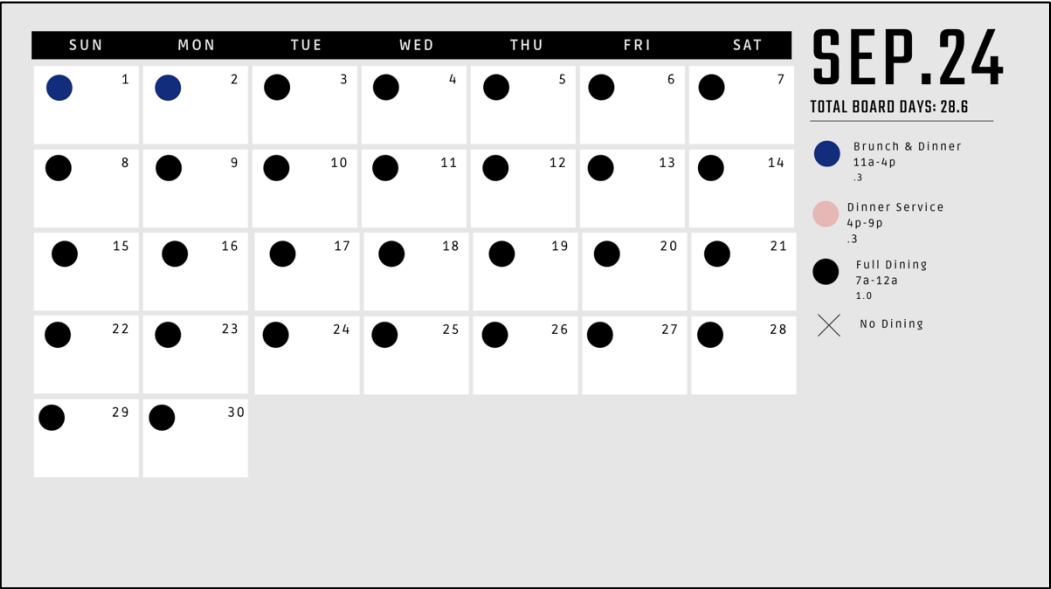 SUN MON TUE WED THU FRI SAT
1 2 3 4 5 6 7
8 9 10 11 12 13 14
15 16 17 18 19 20 21
22 23 24 25 26 27 28
29 30
SEP.24
TOTAL BOARD DAYS: 28.6
Brunch & Dinner
11a-4p
.3
Dinner Service
4p-9p
.3
Full Dining
7a-12a
1.0
No Dining